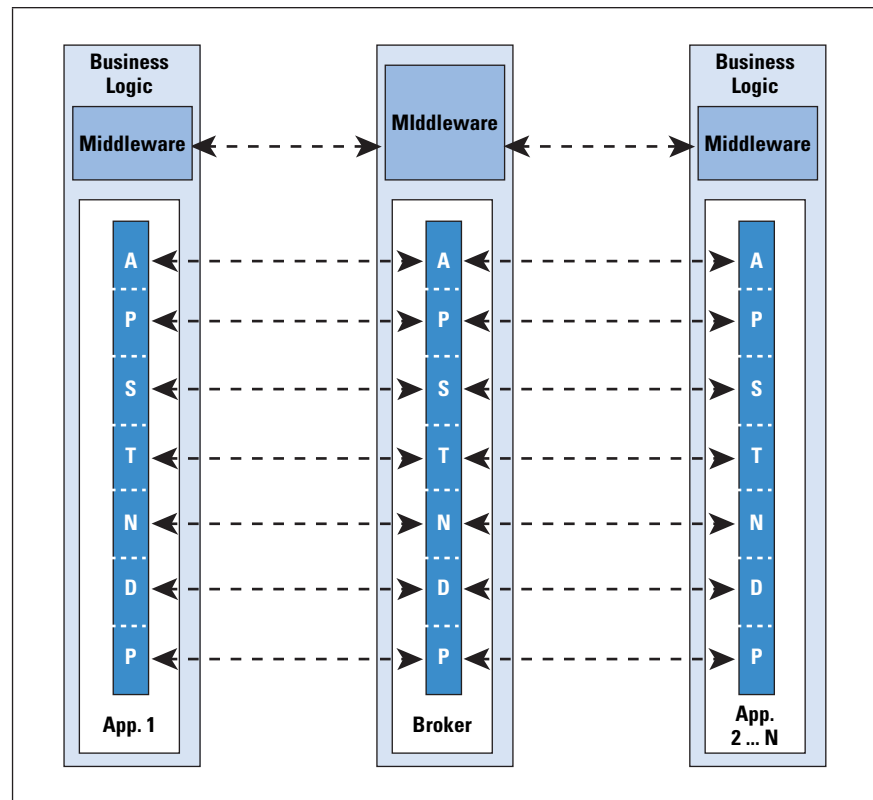 Business
Logic
Middleware
MIddleware
Business
Logic
Middleware
A
P
S
T
N
D
P
App. 1
A
P
S
T
N
D
P
Broker
A
P
S
T
N
D
P
App.
2 ... N